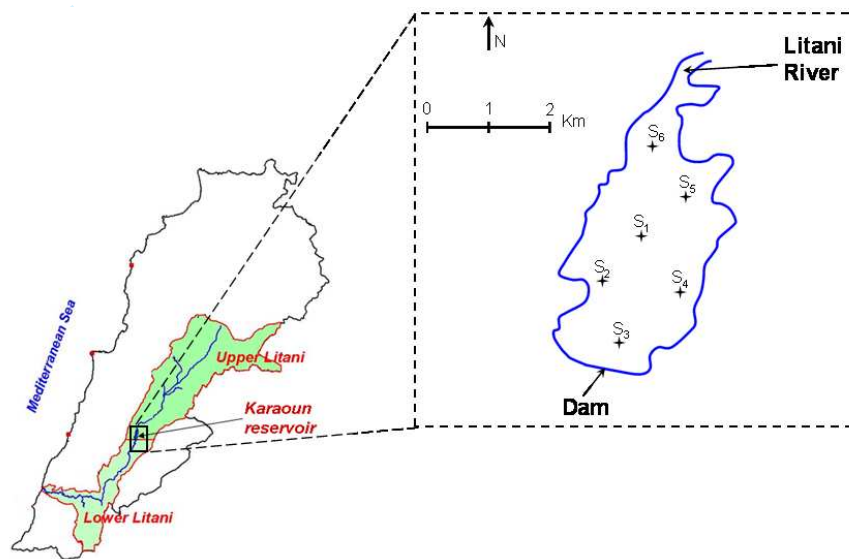 N
0 1 2
Km
Litani
River
S6
S5
S1
S2
S4
S3
Dam
Mediterranean Sea
Upper Litani
Karaoun
reservoir
Lower Litani